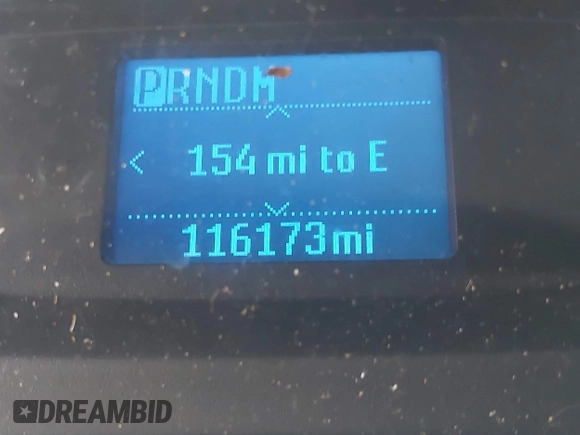 PRNDM
154 mi to E
116173mi
DREAMBID